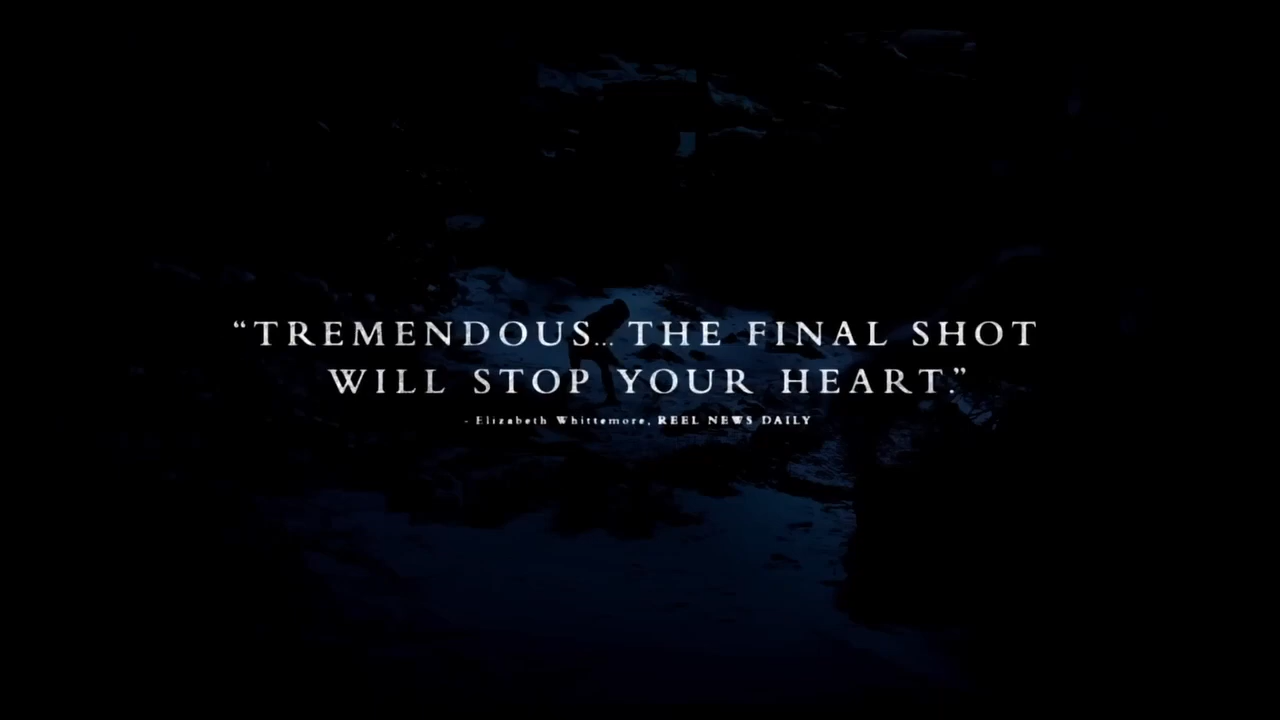 “TREMENDOUS... THE FINAL SHOT
WILL STOP YOUR HEART.”
- Elizabeth Whittemore, REEL NEWS DAILY